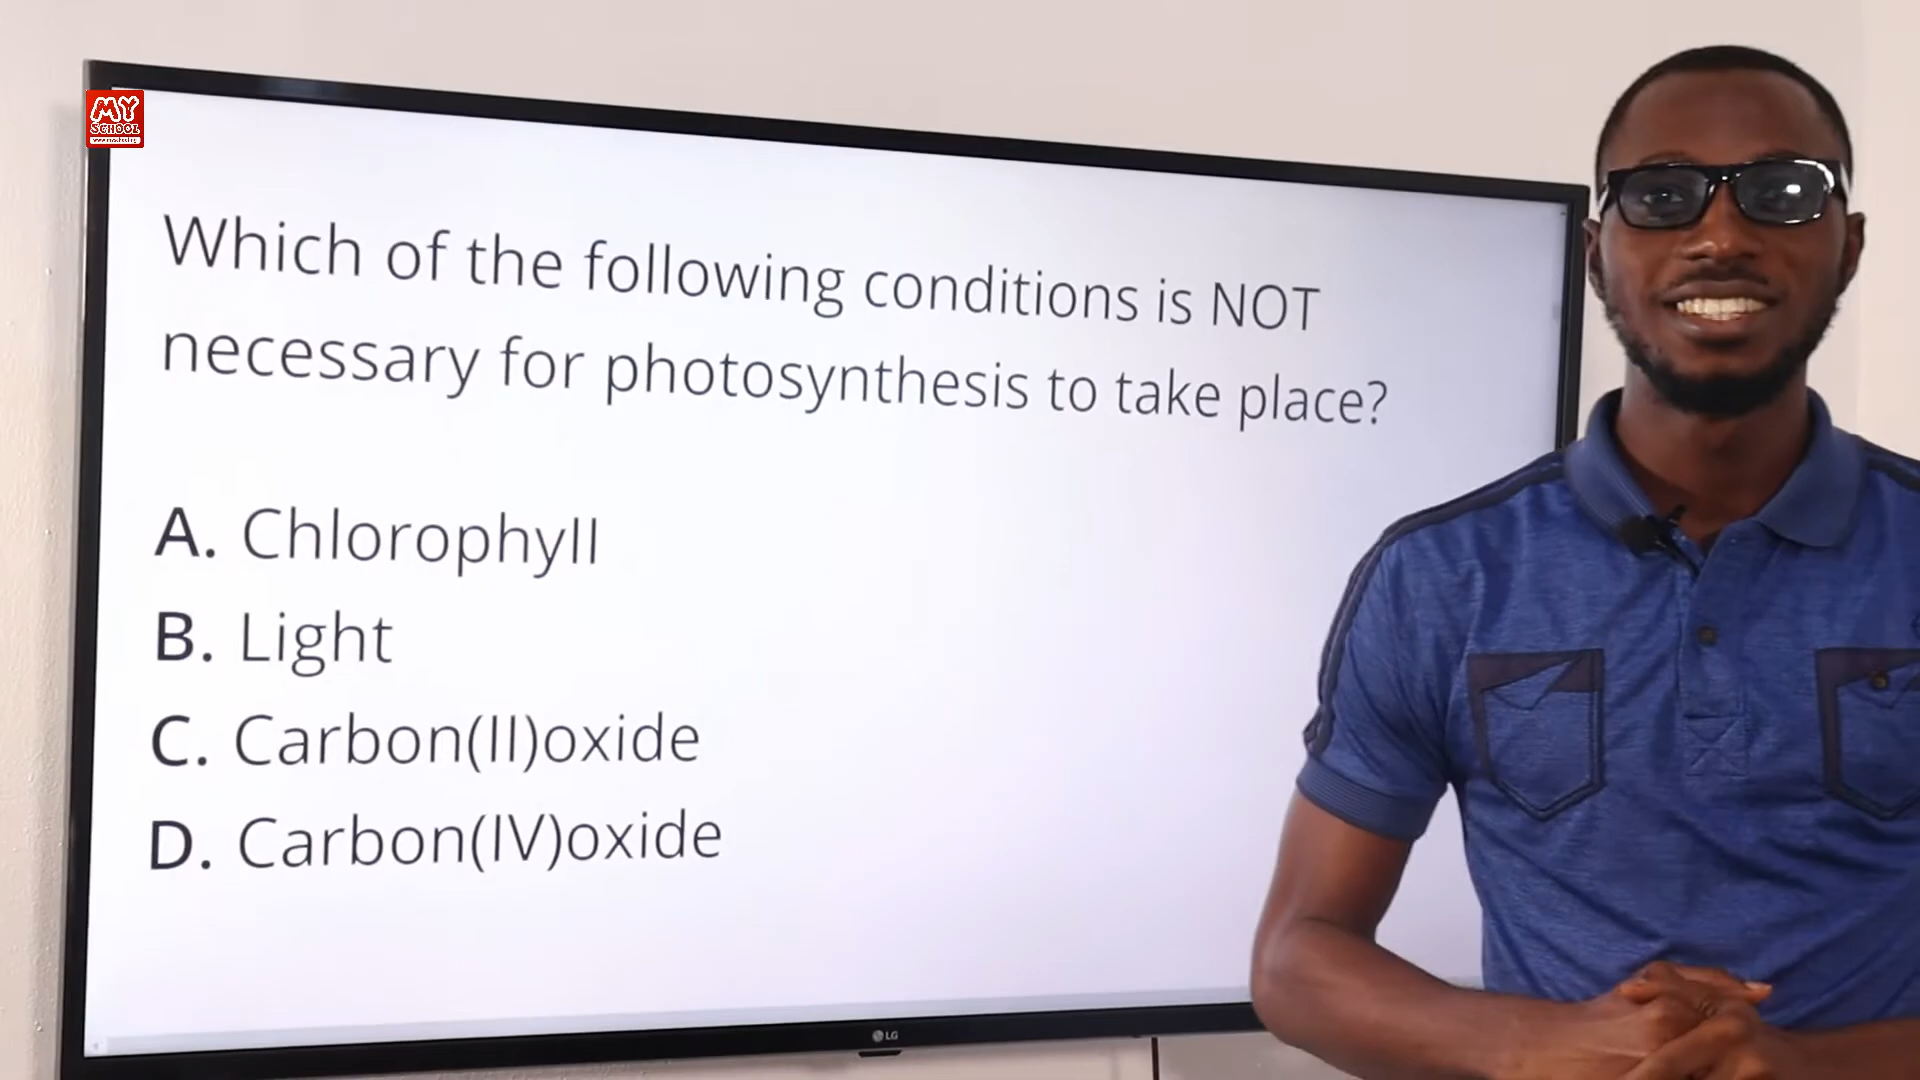 MY
SCHOOL
Which of the following conditions is NOT
necessary for photosynthesis to take place?
A. Chlorophyll
B. Light
C. Carbon(II)oxide
D. Carbon(IV)oxide
LG